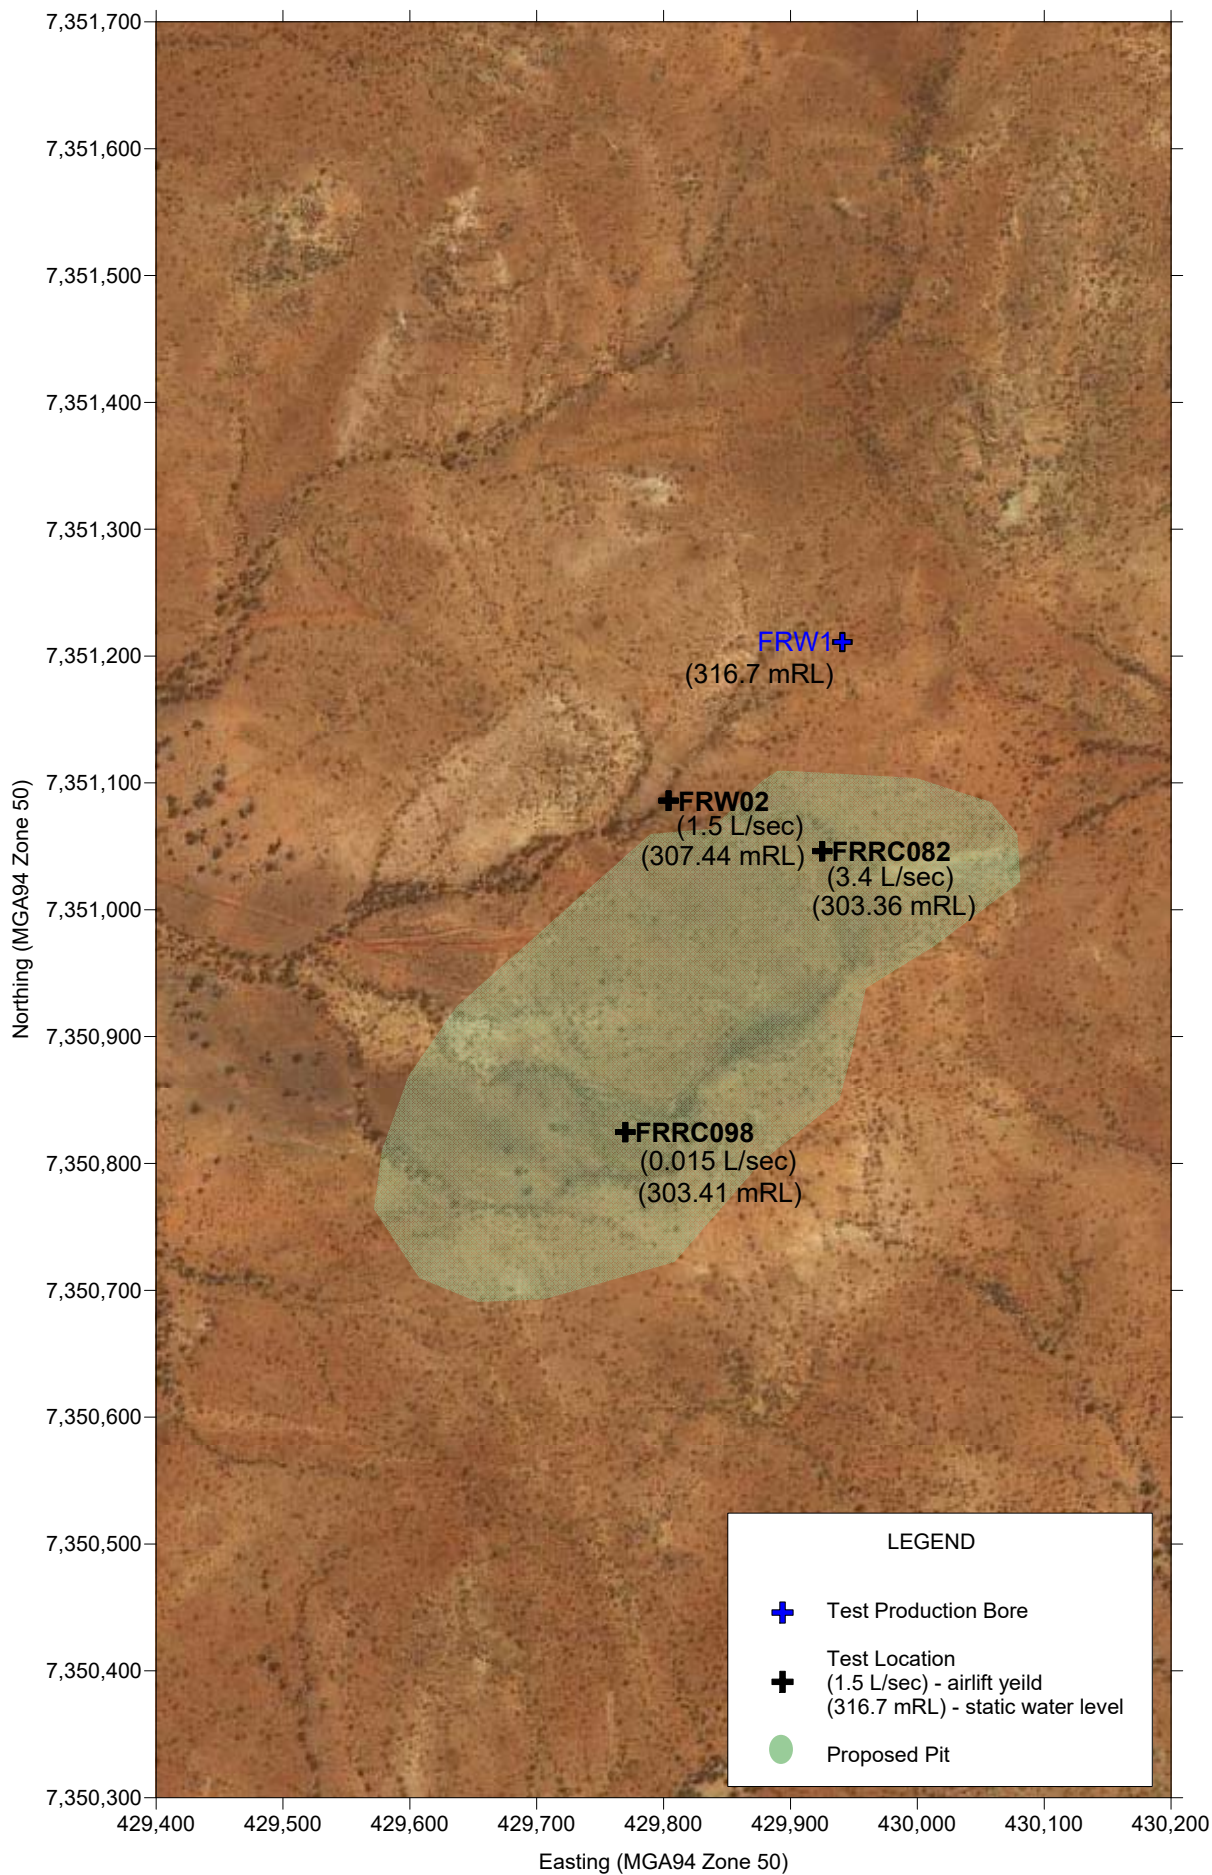 7,351,700
7,351,600
7,351,500
7,351,400
7,351,300
7,351,200
7,351,100
7,351,000
7,350,900
7,350,800
7,350,700
7,350,600
7,350,500
7,350,400
7,350,300
Northing (MGA94 Zone 50)
FRW1
(316.7 mRL)
FRW02
(1.5 L/sec)
(307.44 mRL)
FRRC082
(3.4 L/sec)
(303.36 mRL)
FRRC098
(0.015 L/sec)
(303.41 mRL)
LEGEND
Test Production Bore
Test Location
(1.5 L/sec) - airlift yeild
(316.7 mRL) - static water level
Proposed Pit
429,400 429,500 429,600 429,700 429,800 429,900 430,000 430,100 430,200
Easting (MGA94 Zone 50)